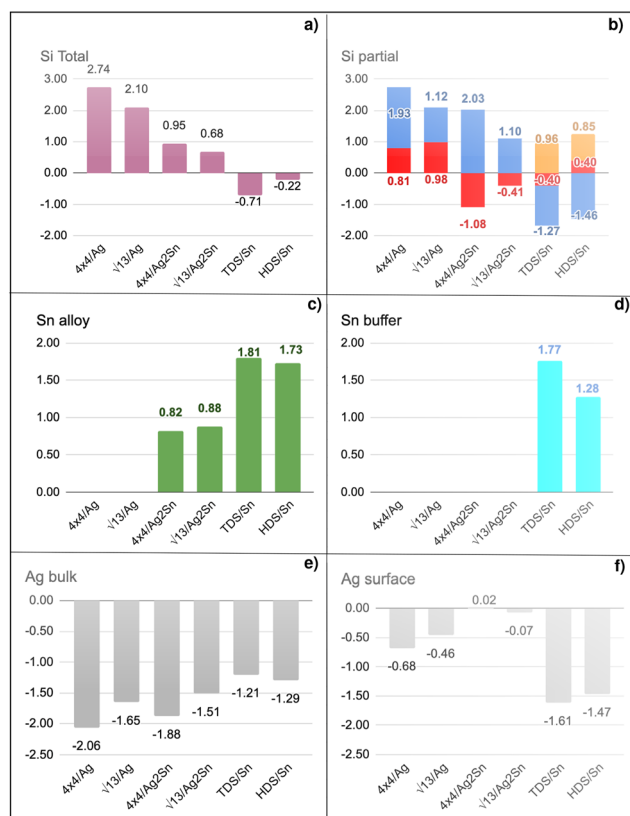 a)
Si Total
3.00
2.00
1.00
0.00
-1.00
-2.00
2.74
2.10
0.95
0.68
-0.71
-0.22
4x4/Ag
√13/Ag
4x4/Ag2Sn
√13/Ag2Sn
TDS/Sn
HDS/Sn
b)
Si partial
3.00
2.00
1.00
0.00
-1.00
-2.00
1.93
1.12
2.03
1.10
0.96
0.85
0.81
0.98
-1.08
-0.41
-0.40
0.40
-1.27
-1.46
4x4/Ag
√13/Ag
4x4/Ag2Sn
√13/Ag2Sn
TDS/Sn
HDS/Sn
c)
Sn alloy
2.00
1.50
1.00
0.50
0.00
0.82
0.88
1.81
1.73
4x4/Ag
√13/Ag
4x4/Ag2Sn
√13/Ag2Sn
TDS/Sn
HDS/Sn
d)
Sn buffer
2.00
1.50
1.00
0.50
0.00
1.77
1.28
4x4/Ag
√13/Ag
4x4/Ag2Sn
√13/Ag2Sn
TDS/Sn
HDS/Sn
e)
Ag bulk
0.00
-0.50
-1.00
-1.50
-2.00
-2.50
-2.06
-1.65
-1.88
-1.51
-1.21
-1.29
4x4/Ag
√13/Ag
4x4/Ag2Sn
√13/Ag2Sn
TDS/Sn
HDS/Sn
f)
Ag surface
0.00
-0.50
-1.00
-1.50
-2.00
-2.50
-0.68
-0.46
0.02
-0.07
-1.61
-1.47
4x4/Ag
√13/Ag
4x4/Ag2Sn
√13/Ag2Sn
TDS/Sn
HDS/Sn